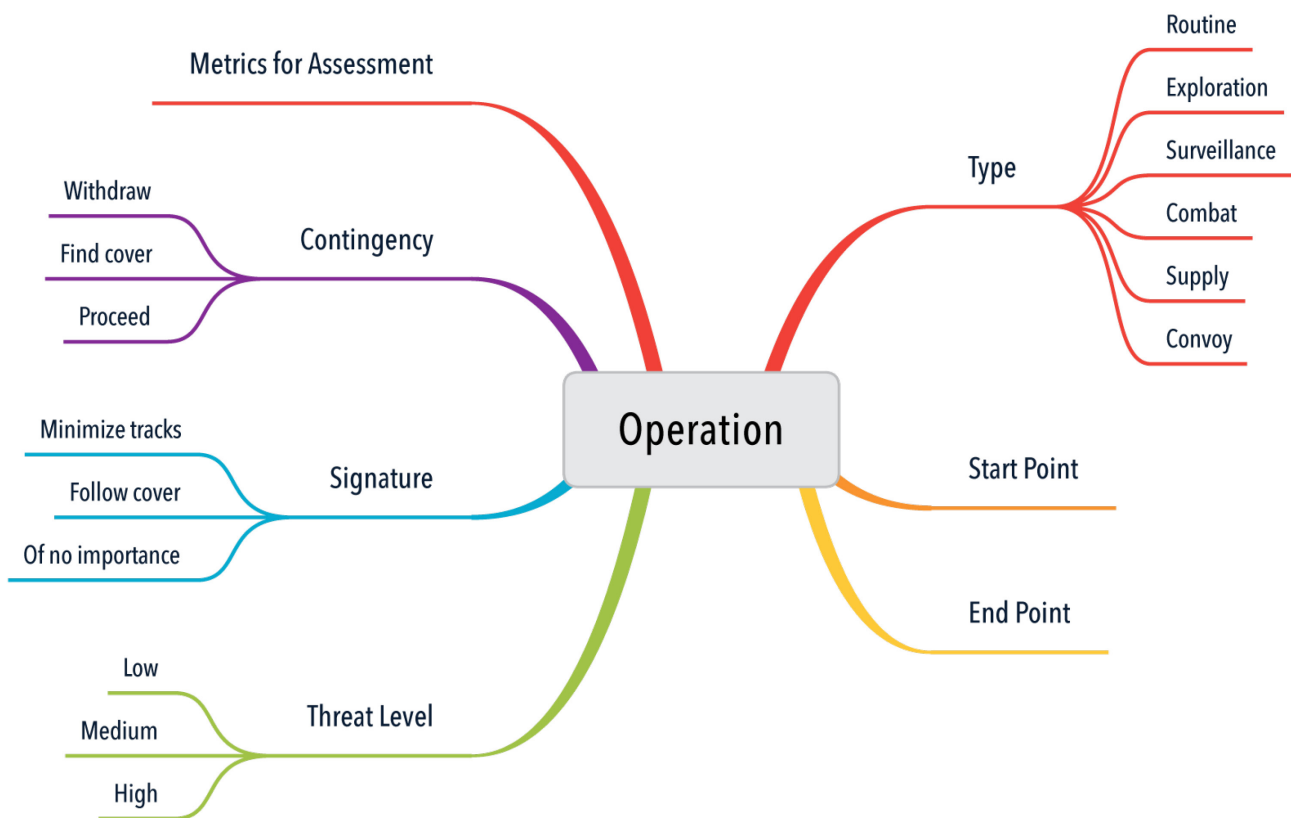 Operation
Type
Routine
Exploration
Surveillance
Combat
Supply
Convoy
Start Point
End Point
Threat Level
Low
Medium
High
Signature
Minimize tracks
Follow cover
Of no importance
Contingency
Withdraw
Find cover
Proceed
Metrics for Assessment